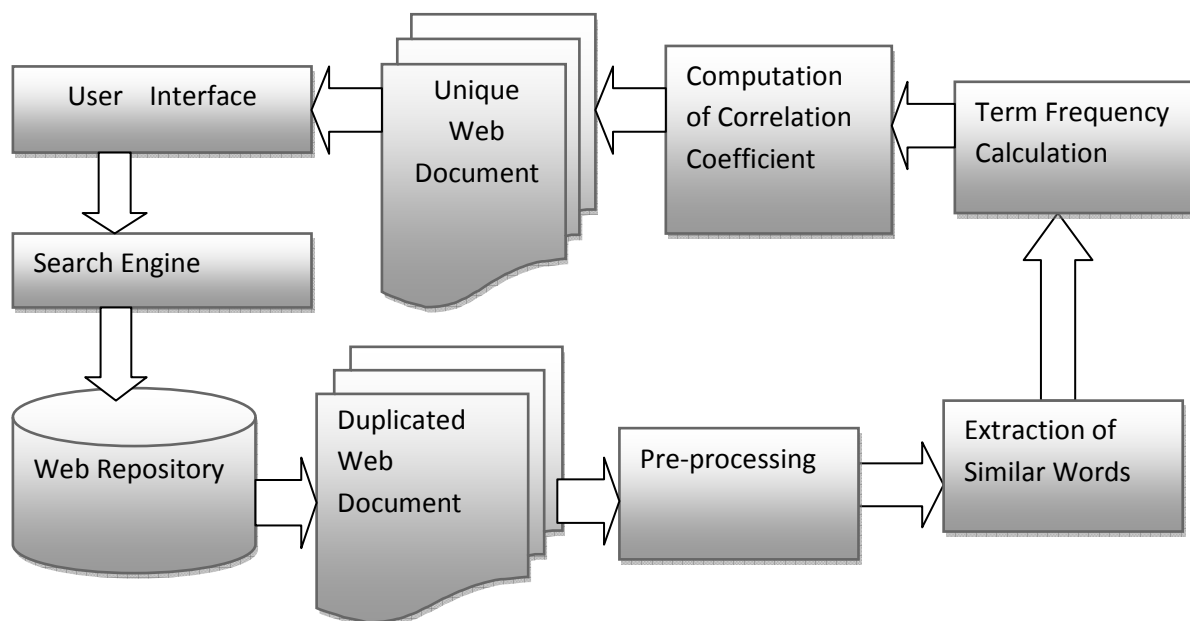 User Interface
Unique
Web
Document
Computation
of Correlation
Coefficient
Term Frequency
Calculation
Search Engine
Web Repository
Duplicated
Web
Document
Pre-processing
Extraction of
Similar Words